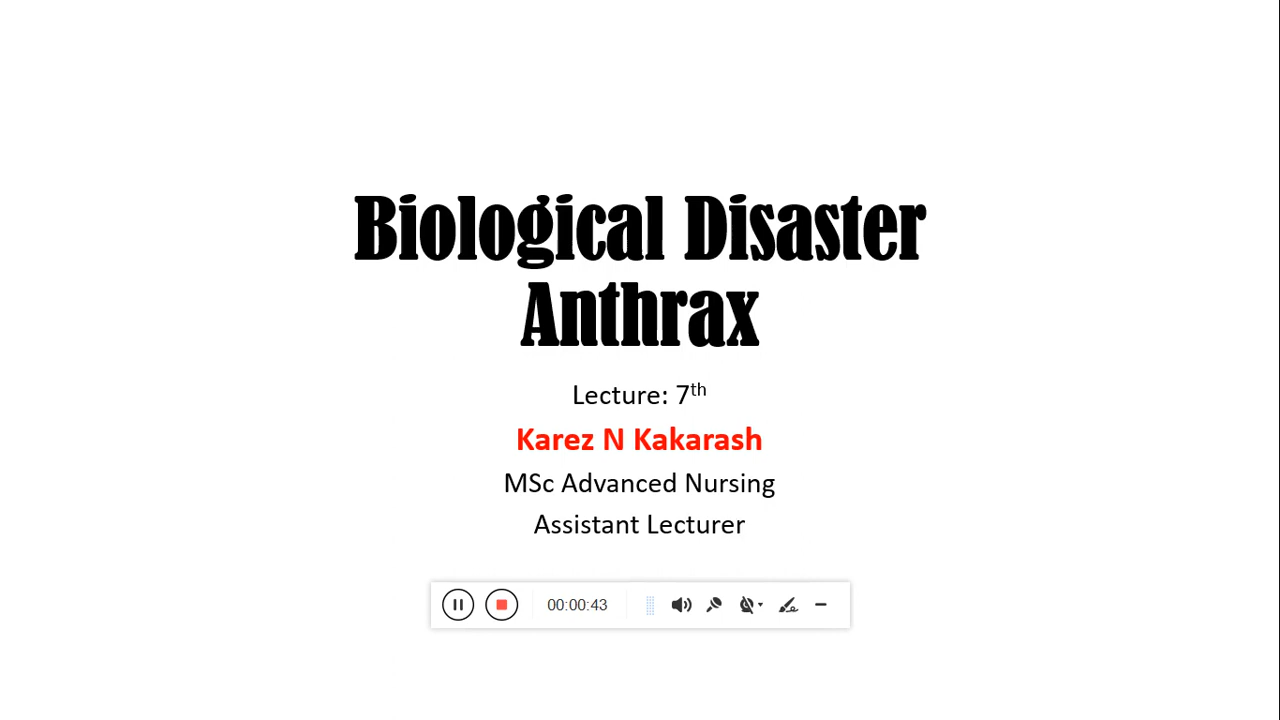 Biological Disaster
Anthrax
Lecture: 7th
Karez N Kakarash
MSc Advanced Nursing
Assistant Lecturer
00:00:43